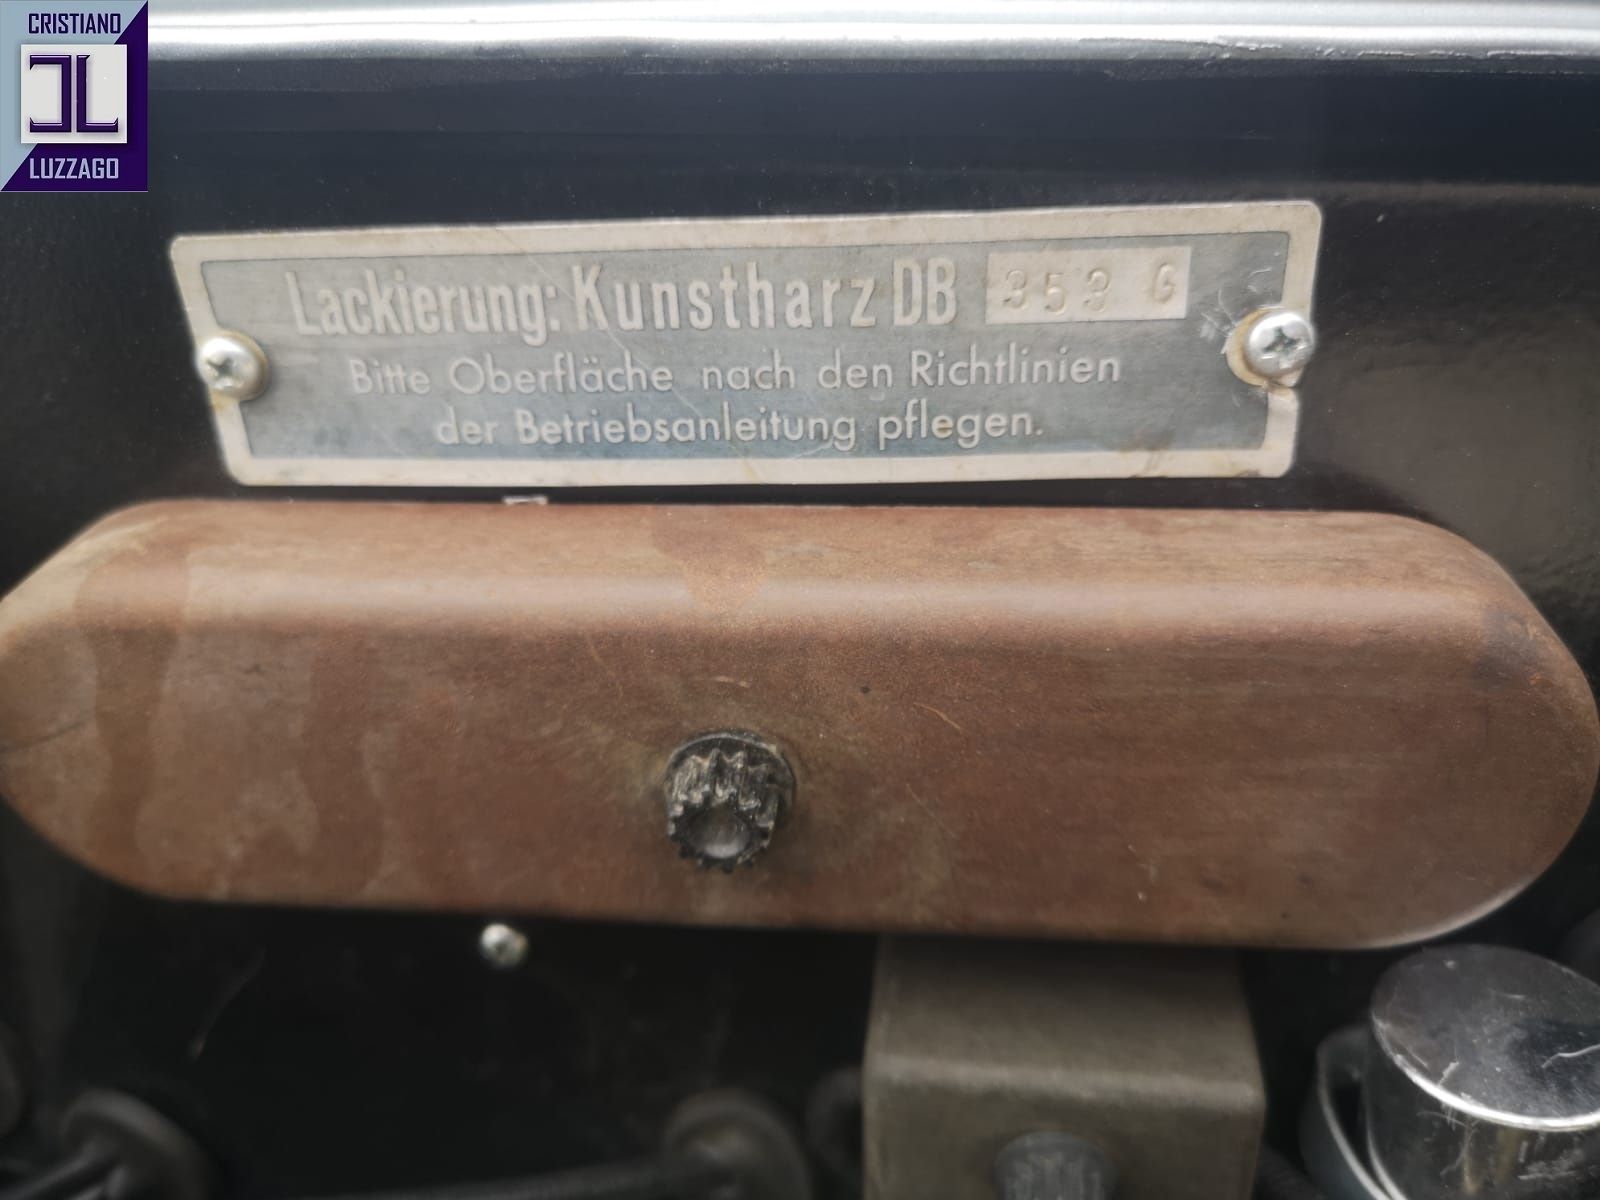 CRISTIANO
LUZZAGO
Lackierung: Kunstharz DB 353 G
Bitte Oberfläche nach den Richtlinien
der Betriebsanleitung pflegen.